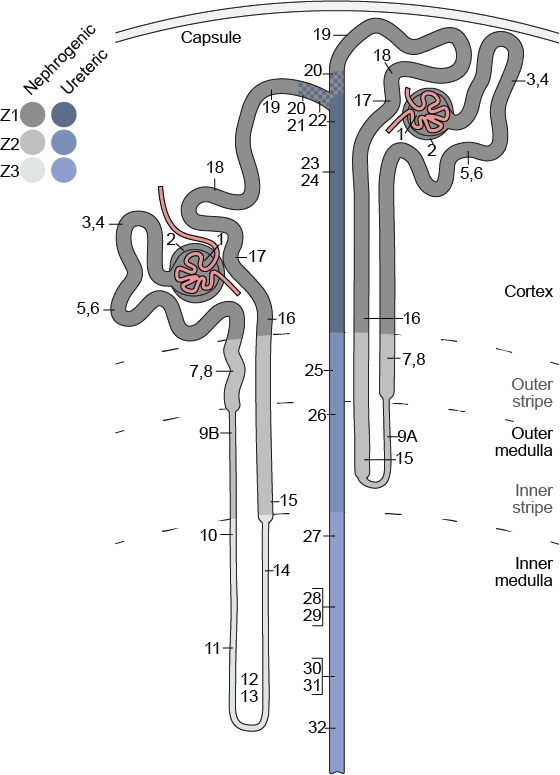 Capsule
Nephrogenic
Ureteric
Z1
Z2
Z3
19
18
20
3,4
17
1
2
5,6
19
20
21
22
23
24
18
3,4
2
1
17
5,6
16
16
Cortex
7,8
25
7,8
Outer
stripe
26
9B
9A
Outer
medulla
15
15
Inner
stripe
10
27
14
Inner
medulla
28
29
11
12
13
30
31
32